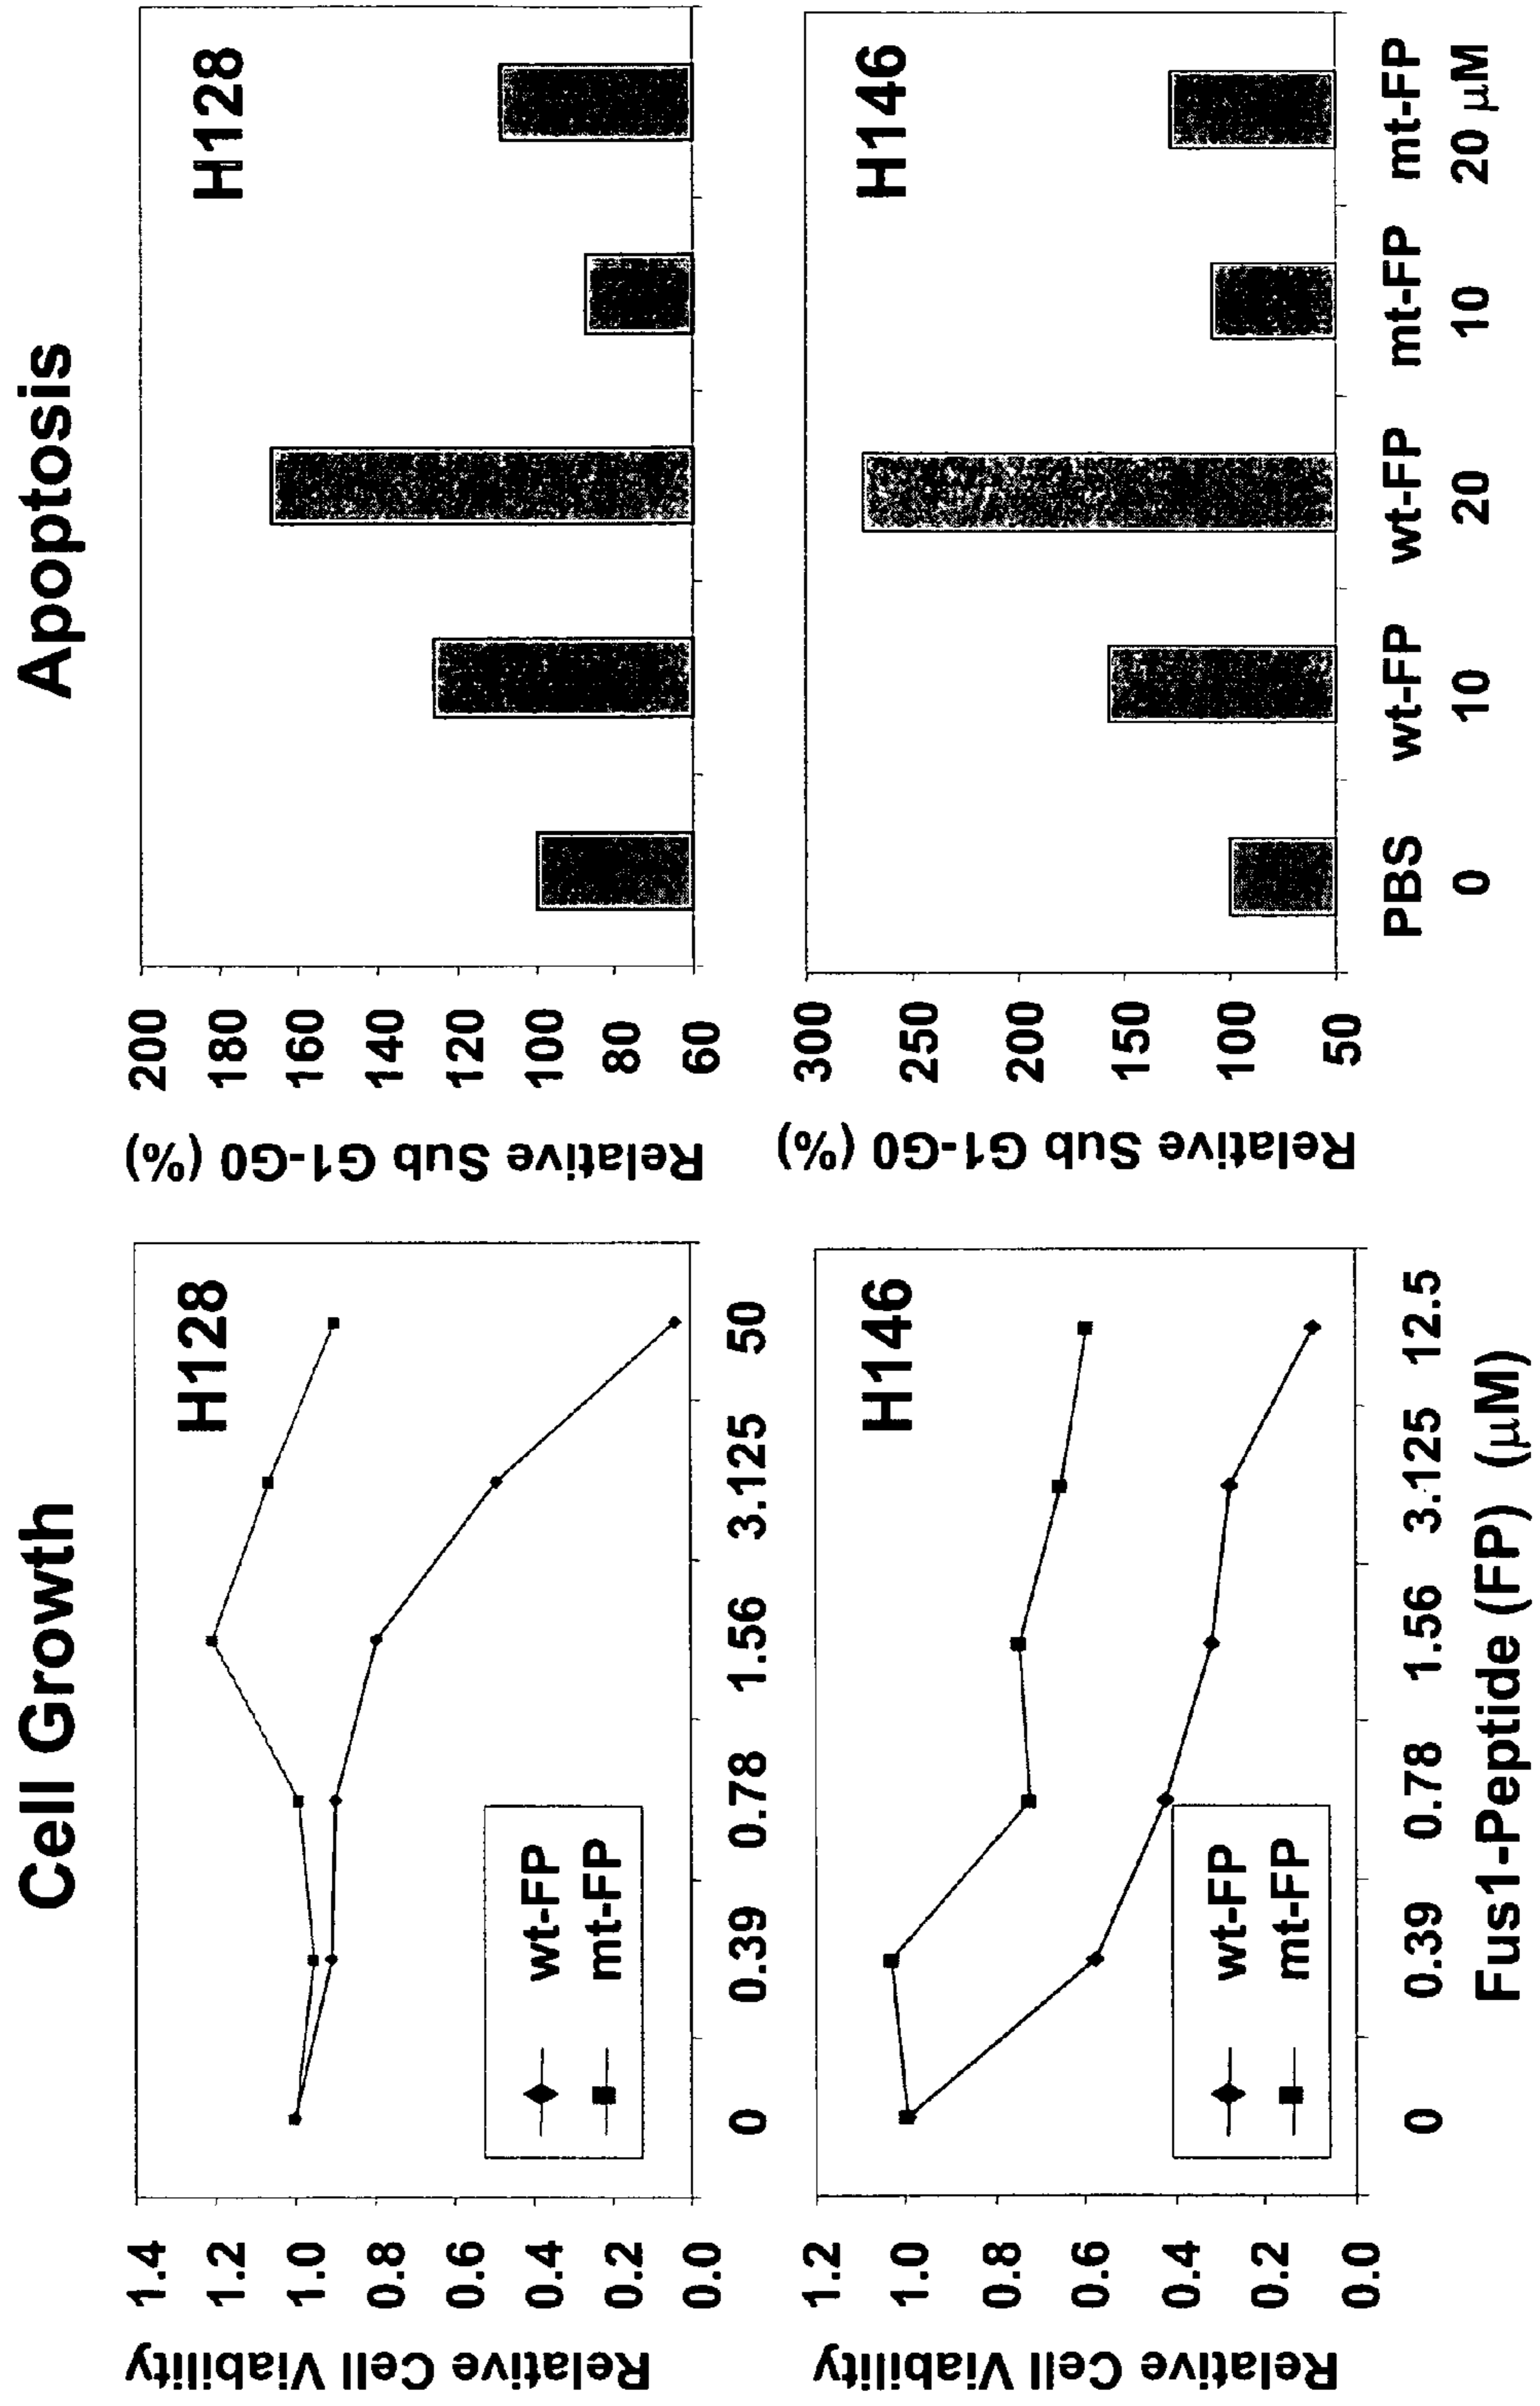 Cell Growth
Apoptosis
H128
Relative Cell Viability
1.4
1.2
1.0
0.8
0.6
0.4
0.2
0.0
wt-FP
mt-FP
0 0.39 0.78 1.56 3.125 50
H128
Relative Sub G1-G0 (%)
200
180
160
140
120
100
80
60
H146
Relative Cell Viability
1.2
1.0
0.8
0.6
0.4
0.2
0.0
wt-FP
mt-FP
0 0.39 0.78 1.56 3.125 12.5
Fus1-Peptide (FP) (μM)
H146
Relative Sub G1-G0 (%)
300
250
200
150
100
50
PBS wt-FP wt-FP mt-FP mt-FP
0 10 20 10 20 μM